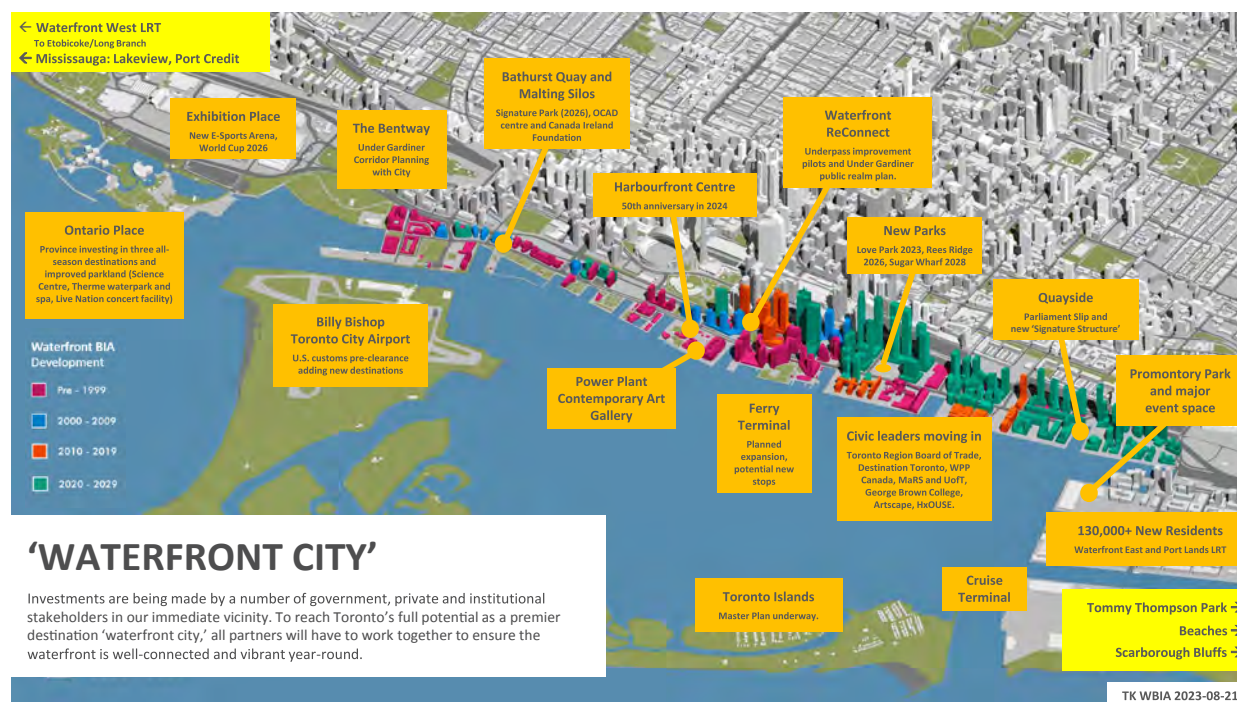 ← Waterfront West LRT
To Etobicoke/Long Branch
← Mississauga: Lakeview, Port Credit
Exhibition Place
New E-Sports Arena,
World Cup 2026
The Bentway
Under Gardiner
Corridor Planning
with City
Bathurst Quay and
Malting Silos
Signature Park (2026), OCAD
centre and Canada Ireland
Foundation
Waterfront
ReConnect
Underpass improvement
pilots and Under Gardiner
public realm plan.
Harbourfront Centre
50th anniversary in 2024
Ontario Place
Province investing in three all-
season destinations and
improved parkland (Science
Centre, Therme waterpark and
spa, Live Nation concert facility)
New Parks
Love Park 2023, Rees Ridge
2026, Sugar Wharf 2028
Quayside
Parliament Slip and
new ‘Signature Structure’
Billy Bishop
Toronto City Airport
U.S. customs pre-clearance
adding new destinations
Waterfront BIA
Development
Pre - 1999
2000 - 2009
2010 - 2019
2020 - 2029
Promontory Park
and major
event space
Power Plant
Contemporary Art
Gallery
Ferry
Terminal
Planned
expansion,
potential new
stops
Civic leaders moving in
Toronto Region Board of Trade,
Destination Toronto, WPP
Canada, MaRS and UofT,
George Brown College,
Artscape, HxOUSE.
130,000+ New Residents
Waterfront East and Port Lands LRT
‘WATERFRONT CITY’
Investments are being made by a number of government, private and institutional
stakeholders in our immediate vicinity. To reach Toronto’s full potential as a premier
destination ‘waterfront city,’ all partners will have to work together to ensure the
waterfront is well-connected and vibrant year-round.
Toronto Islands
Master Plan underway.
Cruise
Terminal
Tommy Thompson Park →
Beaches →
Scarborough Bluffs →
TK WBIA 2023-08-21